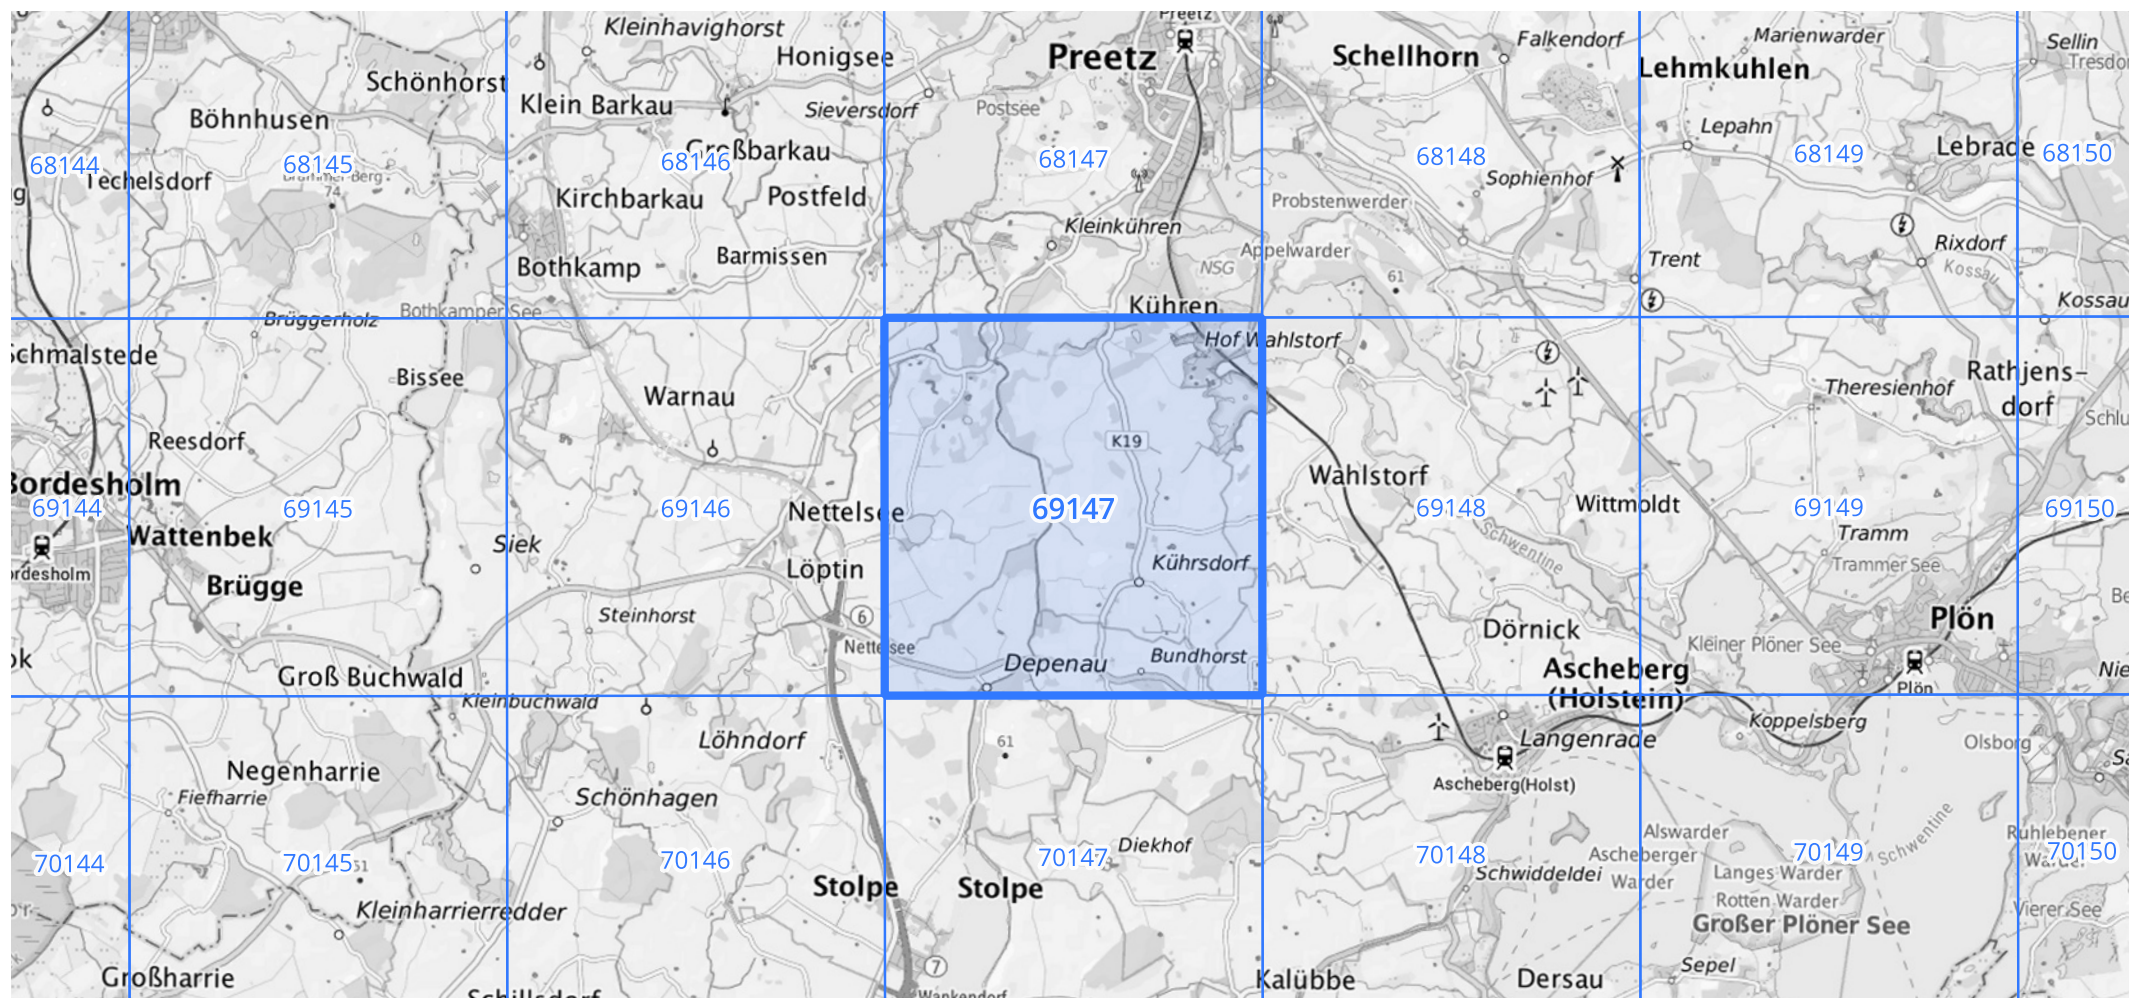 Kleinhavighorst
Honigsee
Preetz
Preetz
Schellhorn
Falkendorf
Marienwarder
Lehmkuhlen
Sellin
Schönhorst
Klein Barkau
Sieversdorf
Postsee
Böhnhusen
Lepahn
Lebrade
68144
68145
Großbarkau
68146
68147
68148
68149
68150
Techelsdorf
74
Sophienhof
Kirchbarkau
Postfeld
Probstenwerder
Kleinkühren
Appelwarder
Rixdorf
Bothkamp
Barmissen
NSG
61
Trent
Kossau
Kossau
Bothkamper See
Kühren
Brüggerholz
Schmalstede
Hof Wahlstorf
Bissee
Warnau
Theresienhof
Rathjens-
dorf
Reesdorf
K19
Bordesholm
Wahlstorf
69144
69145
69146
Nettelsee
69147
69148
Wittmoldt
69149
69150
Wattenbek
Siek
Schwentine
Tramm
Kührsdorf
Trammer See
Brügge
Löptin
Steinhorst
6
Nettelsee
Dörnick
Plön
Kleiner Plöner See
Groß Buchwald
Depenau
Bundhorst
Ascheberg
(Holstein)
Plön
Kleinbuchwald
Löhndorf
61
Langenrade
Koppelsberg
Olsborg
Negenharrie
Fiefharrie
Schönhagen
Ascheberg(Holst)
Diekhof
Alswarder
Schwentine
Ruhlebener
70144
70145
51
70146
70147
70148
Ascheberger
Warder
70149
70150
Schwiddeldei
Langes Warder
Stolpe
Stolpe
Rotten Warder
Kleinharrierredder
Großer Plöner See
Vierer See
Großharrie
7
Kalübbe
Dersau
Sepel
Schillsdorf
Wankendorf